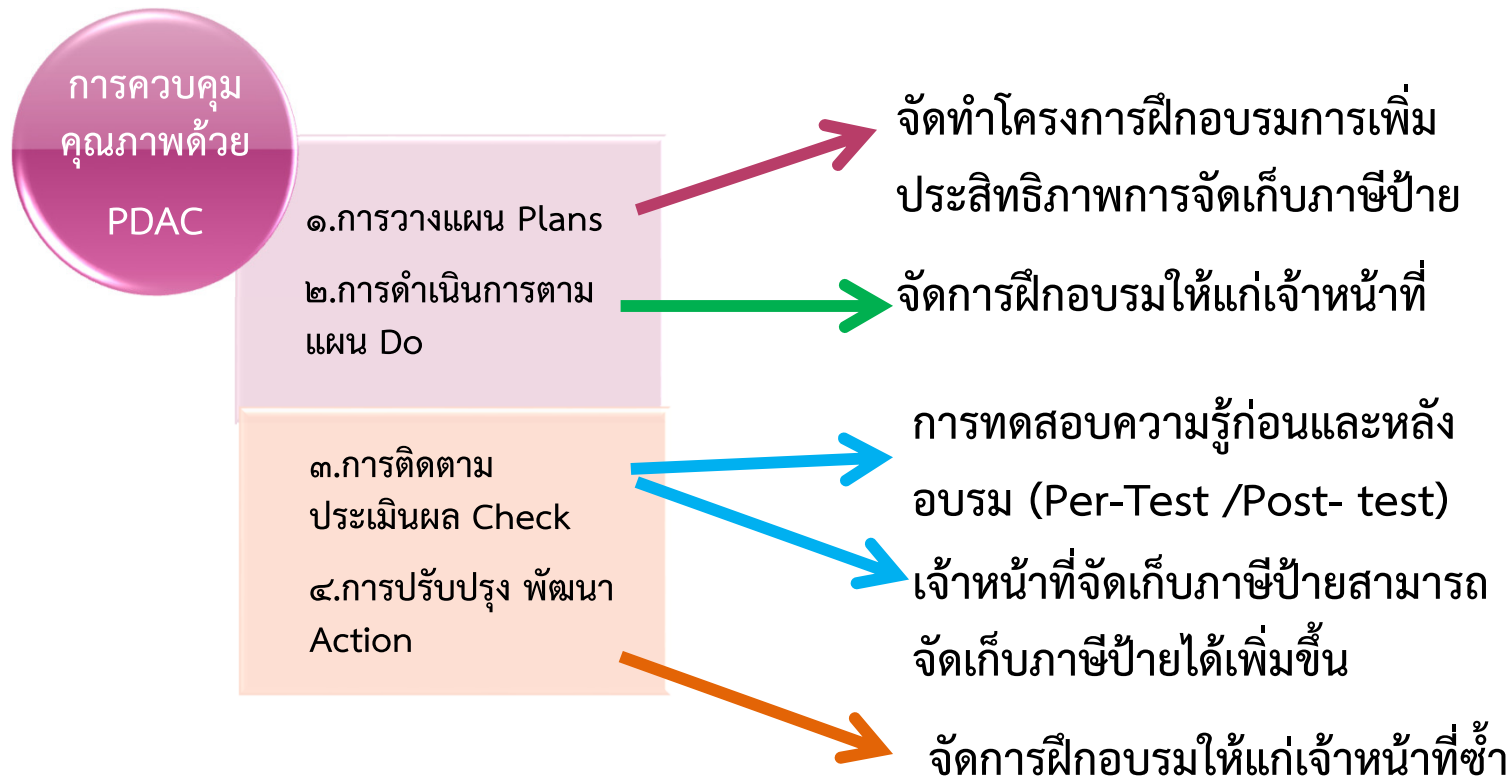 การควบคุม
คุณภาพด้วย
PDAC
๑.การวางแผน Plans
๒.การดำเนินการตาม
แผน Do
๓.การติดตาม
ประเมินผล Check
๔.การปรับปรุง พัฒนา
Action
จัดทำโครงการฝึกอบรมการเพิ่ม
ประสิทธิภาพการจัดเก็บภาษีป้าย
จัดการฝึกอบรมให้แก่เจ้าหน้าที่
การทดสอบความรู้ก่อนและหลัง
อบรม (Per-Test /Post- test)
เจ้าหน้าที่จัดเก็บภาษีป้ายสามารถ
จัดเก็บภาษีป้ายได้เพิ่มขึ้น
จัดการฝึกอบรมให้แก่เจ้าหน้าที่ซ้ำ